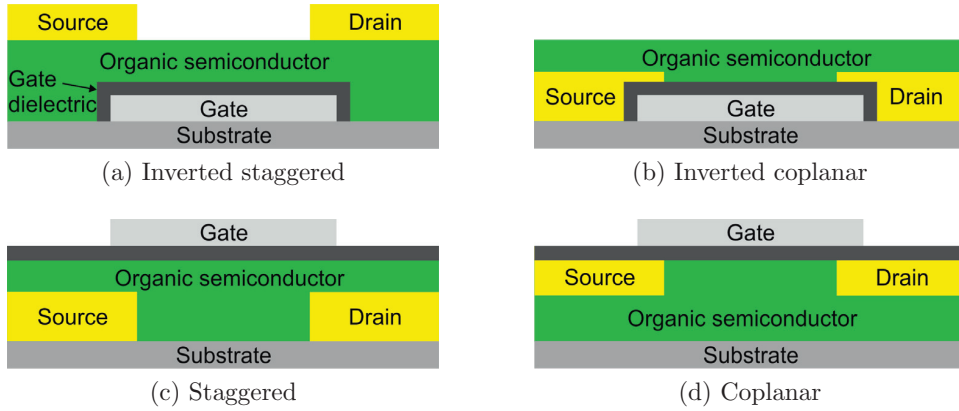 Source Drain
Organic semiconductor
Gate
dielectric
Gate
Substrate
(a) Inverted staggered
Organic semiconductor
Source
Drain
Gate
Substrate
(b) Inverted coplanar
Gate
Organic semiconductor
Source Drain
Substrate
(c) Staggered
Gate
Source Drain
Organic semiconductor
Substrate
(d) Coplanar